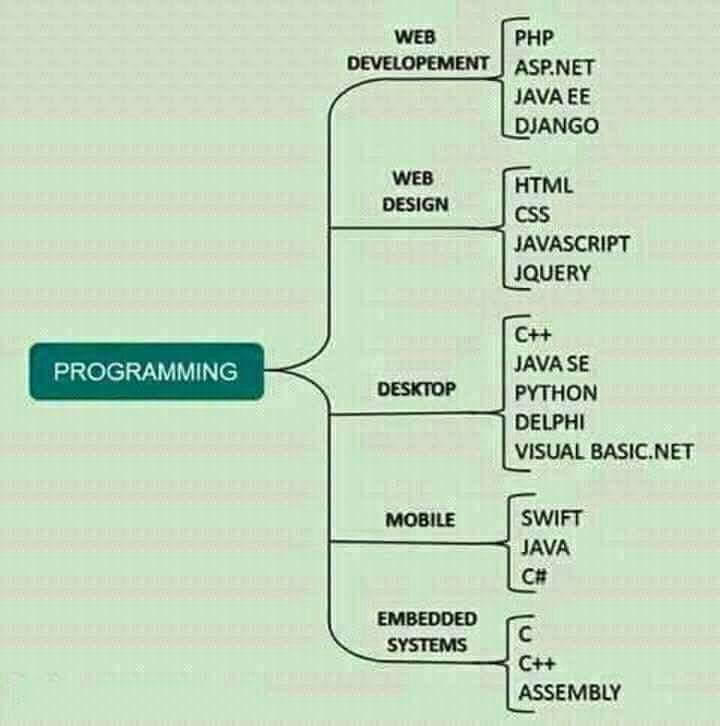 PROGRAMMING
WEB
DEVELOPEMENT
PHP
ASP.NET
JAVA EE
DJANGO
WEB
DESIGN
HTML
CSS
JAVASCRIPT
JQUERY
DESKTOP
C++
JAVA SE
PYTHON
DELPHI
VISUAL BASIC.NET
MOBILE
SWIFT
JAVA
C#
EMBEDDED
SYSTEMS
C
C++
ASSEMBLY